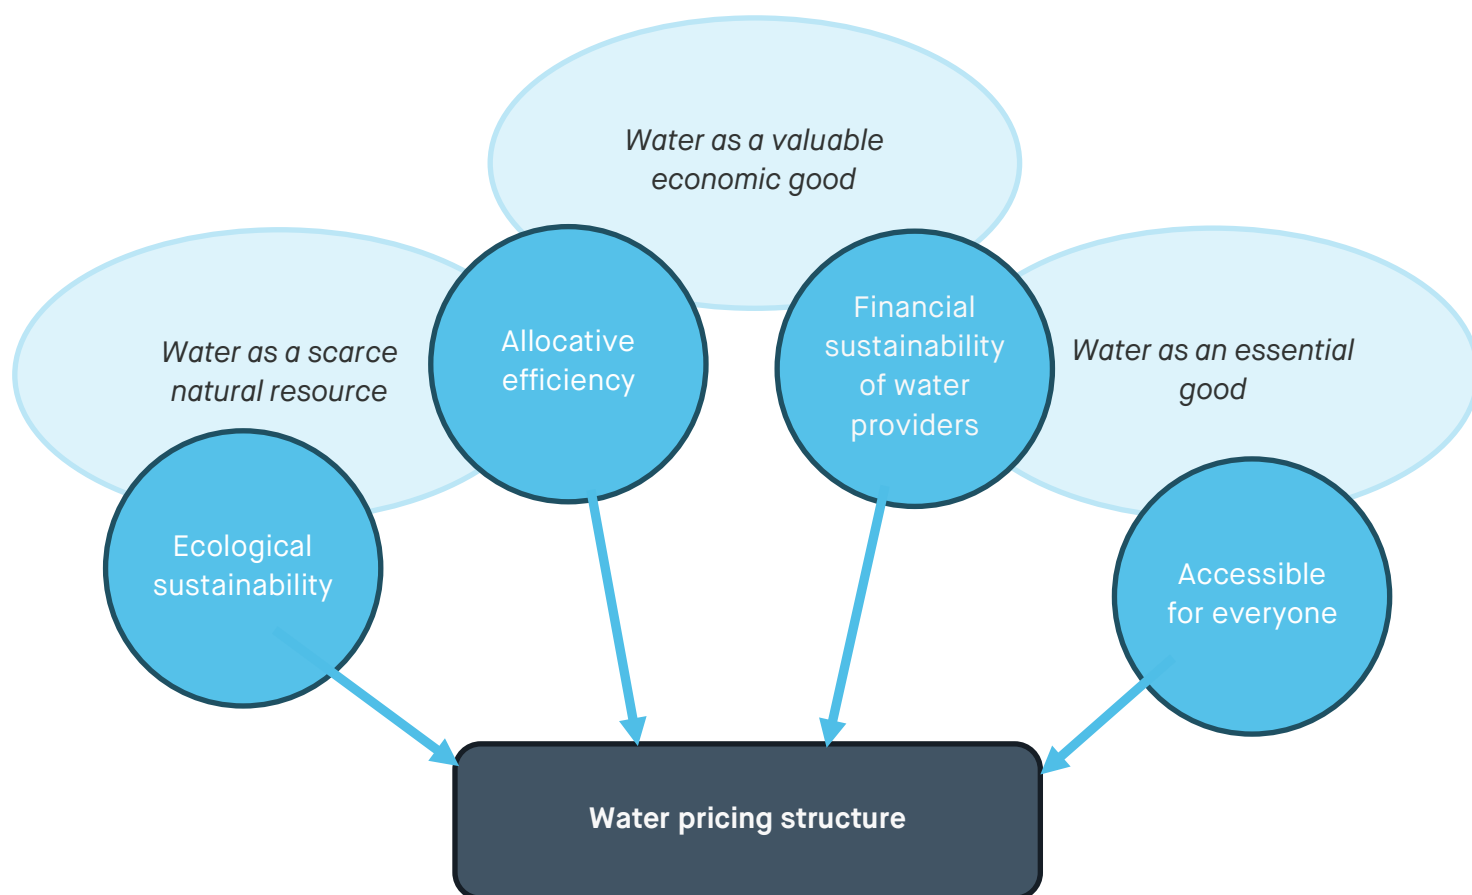 Water as a valuable
economic good
Water as a scarce
natural resource
Allocative
efficiency
Financial
sustainability
of water
providers
Water as an essential
good
Ecological
sustainability
Accessible
for everyone
Water pricing structure